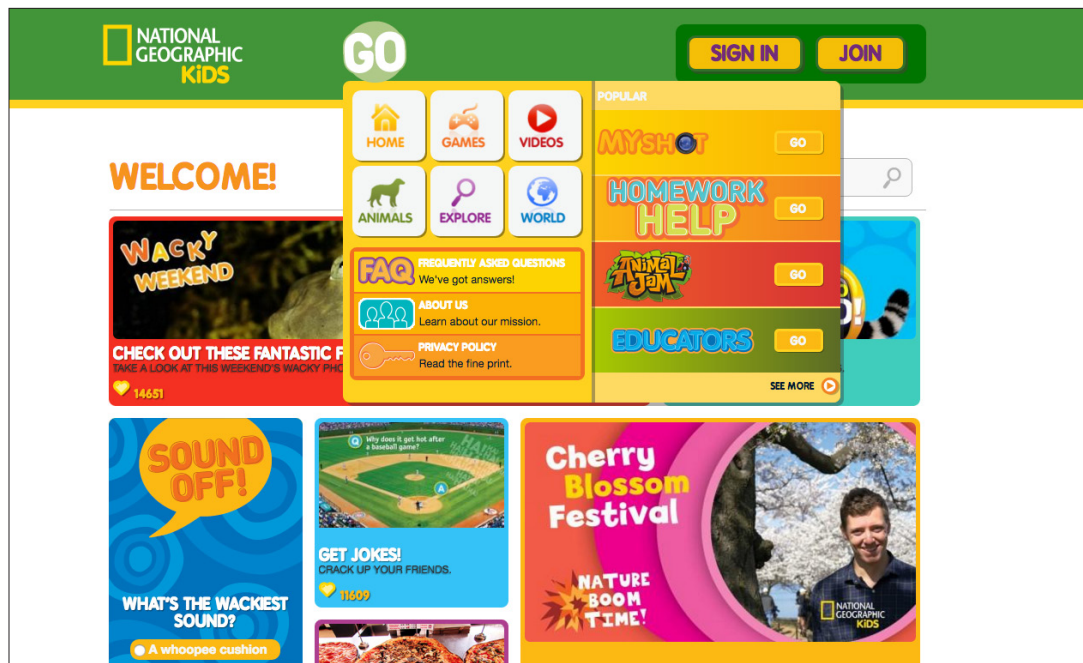 NATIONAL
GEOGRAPHIC
KiDS
GO
SIGN IN
JOIN
HOME
GAMES
VIDEOS
ANIMALS
EXPLORE
WORLD
FAQ
FREQUENTLY ASKED QUESTIONS
We've got answers!
ABOUT US
Learn about our mission.
PRIVACY POLICY
Read the fine print.
POPULAR
MYSHOT
GO
HOMEWORK
HELP
GO
ANIMAL
JAM
GO
EDUCATORS
GO
SEE MORE
WELCOME!
WACKY
WEEKEND
CHECK OUT THESE FANTASTIC F
TAKE A LOOK AT THIS WEEKEND'S WACKY PHO
14651
SOUND
OFF!
WHAT'S THE WACKIEST
SOUND?
A whoopee cushion
Q Why does it get hot after
a baseball game?
A
GET JOKES!
CRACK UP YOUR FRIENDS.
11609
Cherry
Blossom
Festival
NATURE
BOOM
TIME!
NATIONAL
GEOGRAPHIC
KiDS